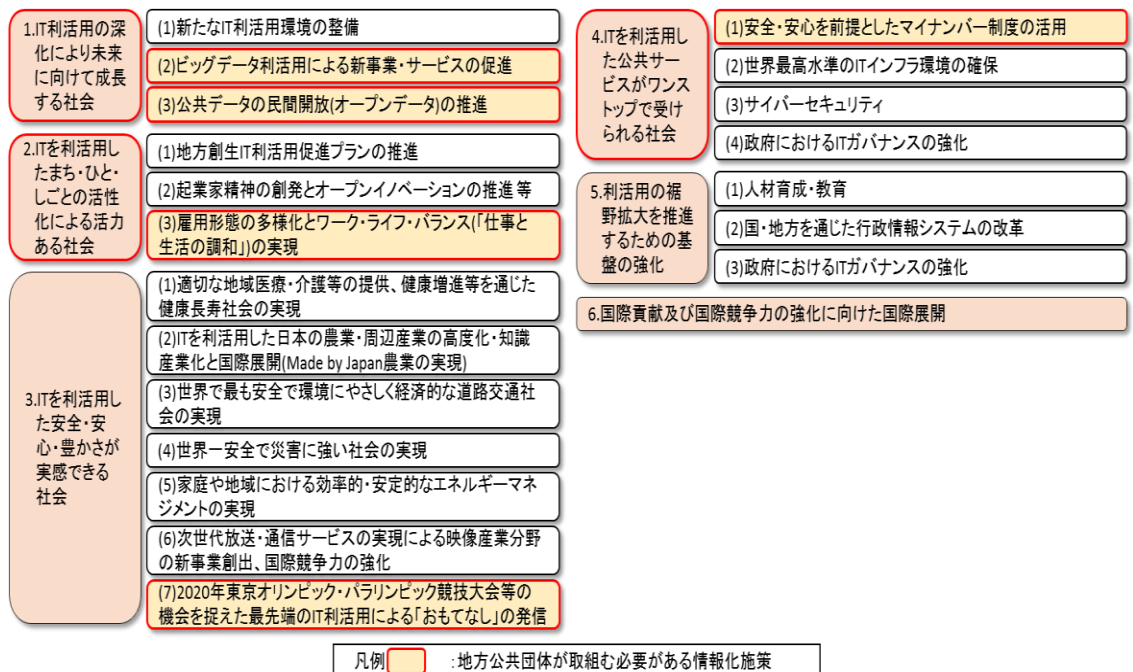 1.IT利活用の深
化により未来
に向けて成長
する社会
(1)新たなIT利活用環境の整備
(2)ビッグデータ利活用による新事業・サービスの促進
(3)公共データの民間開放(オープンデータ)の推進
2.ITを利活用し
たまち・ひと・
しごとの活性
化による活力
ある社会
(1)地方創生IT利活用促進プランの推進
(2)起業家精神の創発とオープンイノベーションの推進等
(3)雇用形態の多様化とワーク・ライフ・バランス(「仕事と
生活の調和」)の実現
3.ITを利活用し
た安全・安
心・豊かさが
実感できる
社会
(1)適切な地域医療・介護等の提供、健康増進等を通じた
健康長寿社会の実現
(2)ITを利活用した日本の農業・周辺産業の高度化・知識
産業化と国際展開(Made by Japan農業の実現)
(3)世界で最も安全で環境にやさしく経済的な道路交通社
会の実現
(4)世界一安全で災害に強い社会の実現
(5)家庭や地域における効率的・安定的なエネルギーマネ
ジメントの実現
(6)次世代放送・通信サービスの実現による映像産業分野
の新事業創出、国際競争力の強化
(7)2020年東京オリンピック・パラリンピック競技大会等の
機会を捉えた最先端のIT利活用による「おもてなし」の発信
4.ITを利活用し
た公共サー
ビスがワンス
トップで受け
られる社会
(1)安全・安心を前提としたマイナンバー制度の活用
(2)世界最高水準のITインフラ環境の確保
(3)サイバーセキュリティ
(4)政府におけるITガバナンスの強化
5.利活用の裾
野拡大を推進
するための基
盤の強化
(1)人材育成・教育
(2)国・地方を通じた行政情報システムの改革
(3)政府におけるITガバナンスの強化
6.国際貢献及び国際競争力の強化に向けた国際展開
凡例 :地方公共団体が取組む必要がある情報化施策